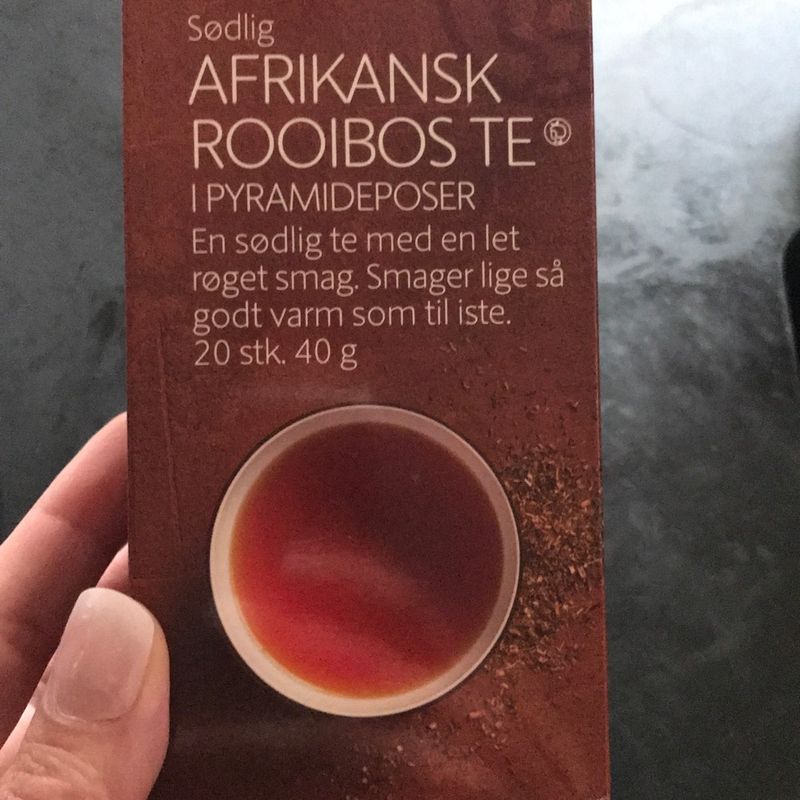 Sødlig
AFRIKANSK
ROOIBOS TE
I PYRAMIDEPOSER
En sødlig te med en let
røget smag. Smager lige så
godt varm som til iste.
20 stk. 40 g